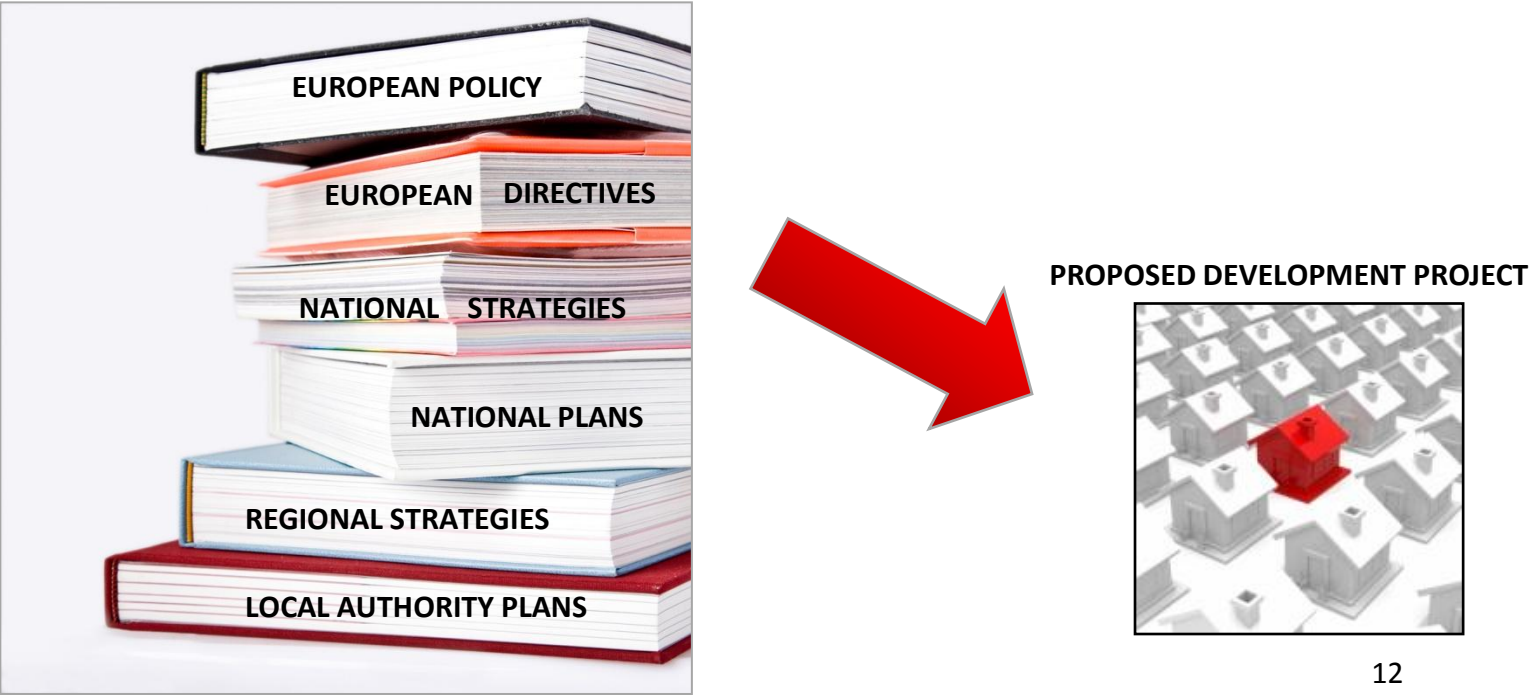 EUROPEAN POLICY
EUROPEAN DIRECTIVES
NATIONAL STRATEGIES
NATIONAL PLANS
REGIONAL STRATEGIES
LOCAL AUTHORITY PLANS
PROPOSED DEVELOPMENT PROJECT
12